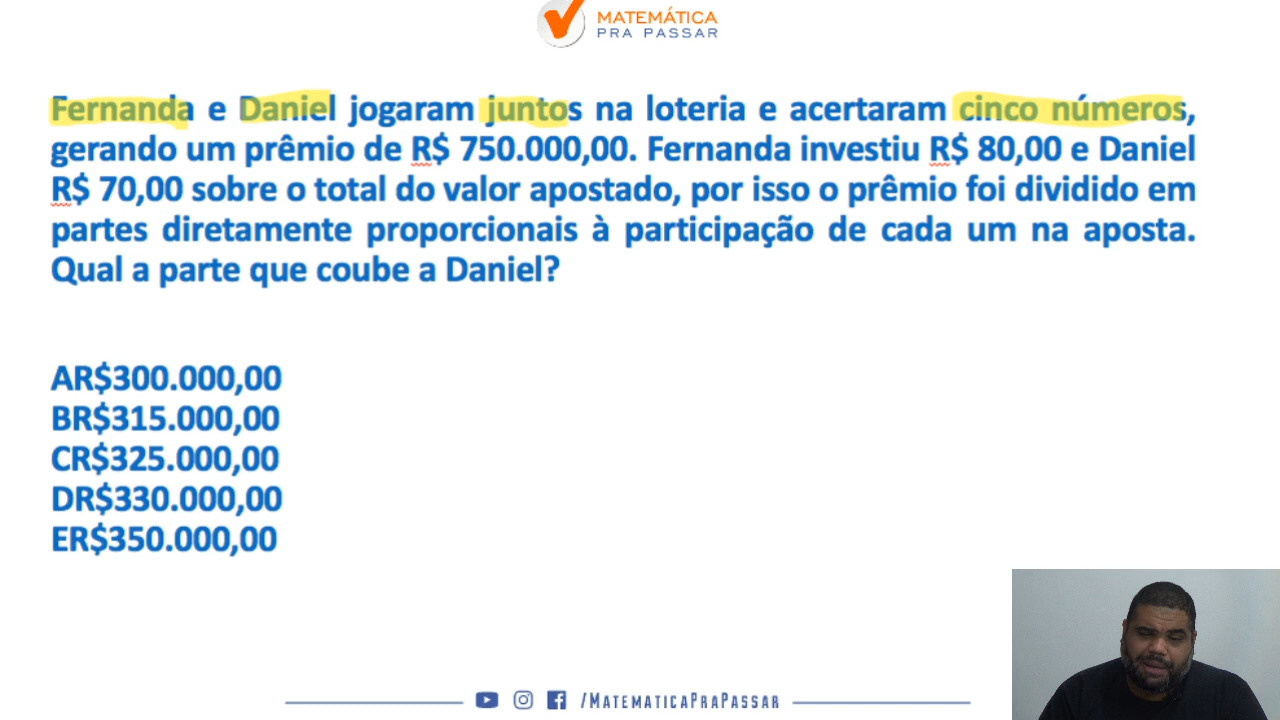 MATEMÁTICA
PRA PASSAR
Fernanda e Daniel jogaram juntos na loteria e acertaram cinco números,
gerando um prêmio de R$ 750.000,00. Fernanda investiu R$ 80,00 e Daniel
R$ 70,00 sobre o total do valor apostado, por isso o prêmio foi dividido em
partes diretamente proporcionais à participação de cada um na aposta.
Qual a parte que coube a Daniel?
AR$300.000,00
BR$315.000,00
CR$325.000,00
DR$330.000,00
ER$350.000,00
/MATEMATICAPRAPASSAR